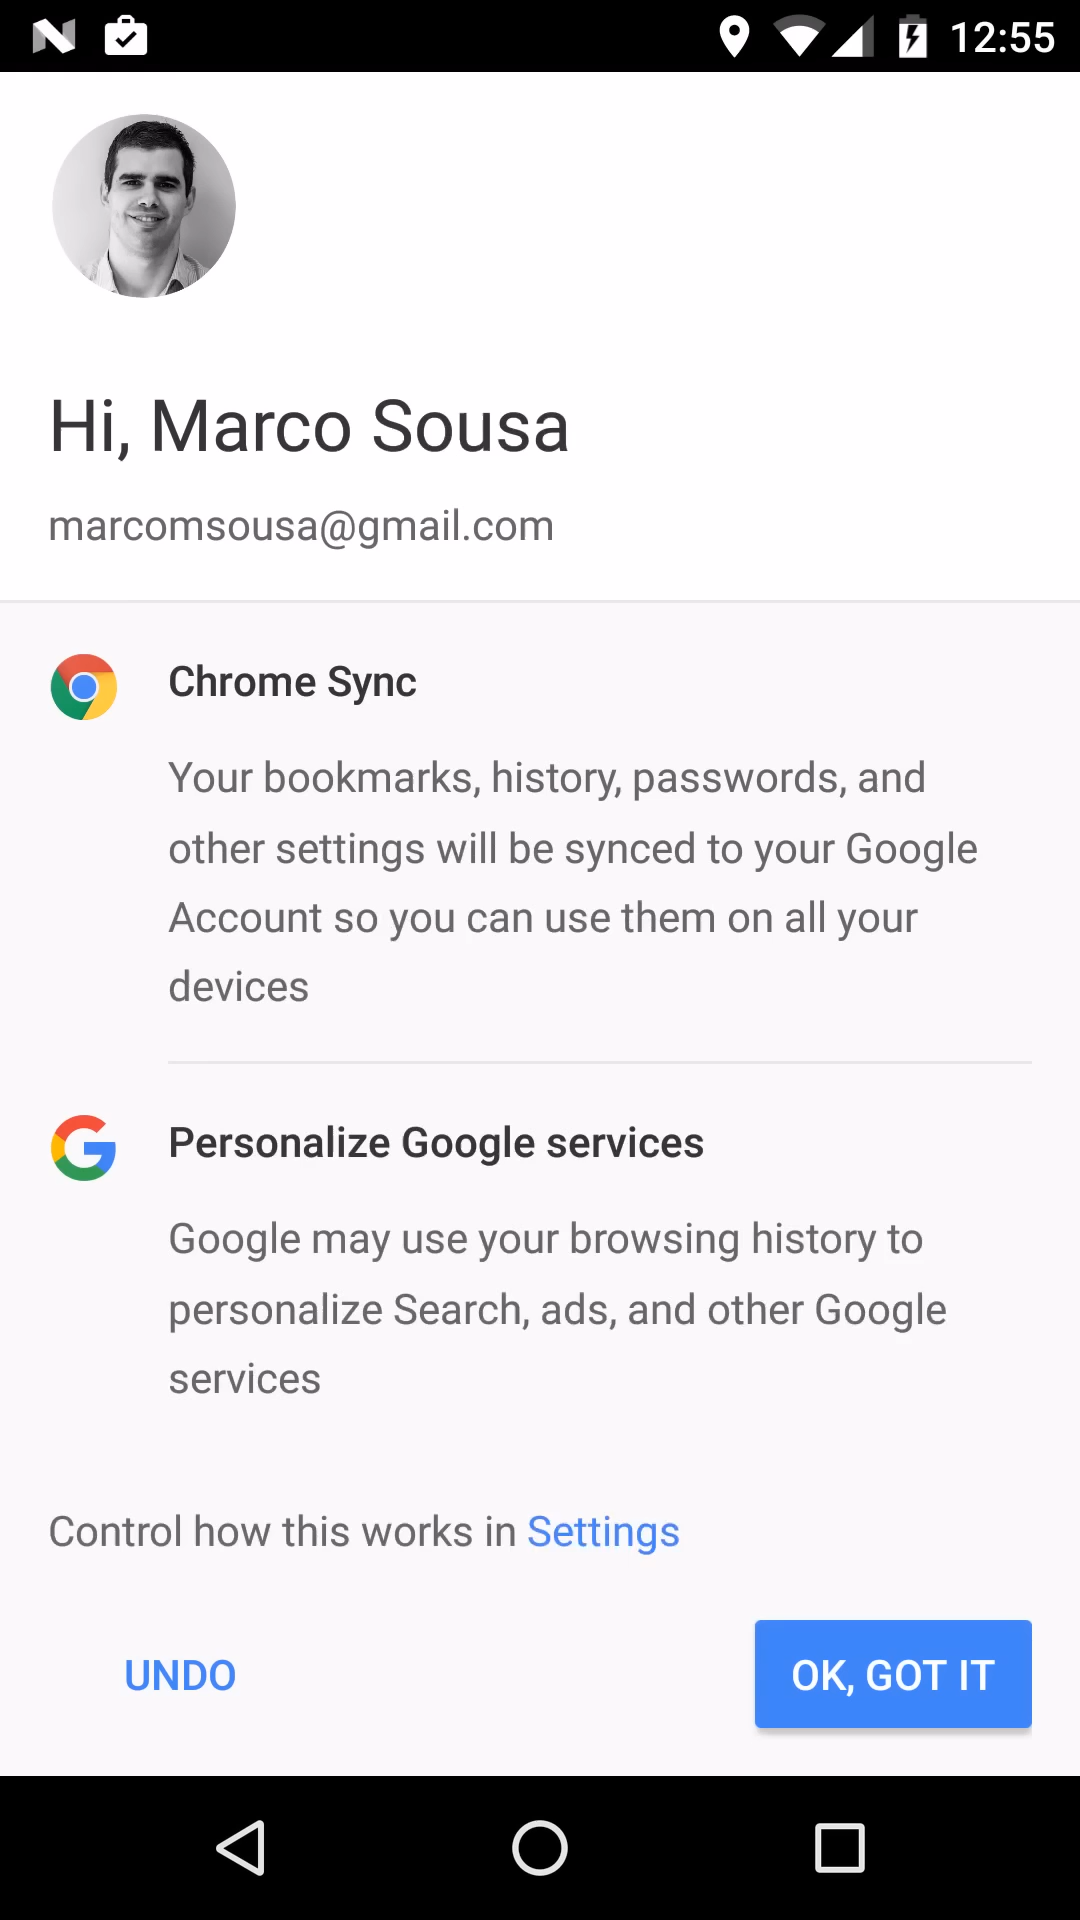 12:55
Hi, Marco Sousa
marcomsousa@gmail.com
Chrome Sync
Your bookmarks, history, passwords, and
other settings will be synced to your Google
Account so you can use them on all your
devices
Personalize Google services
Google may use your browsing history to
personalize Search, ads, and other Google
services
Control how this works in Settings
UNDO
OK, GOT IT